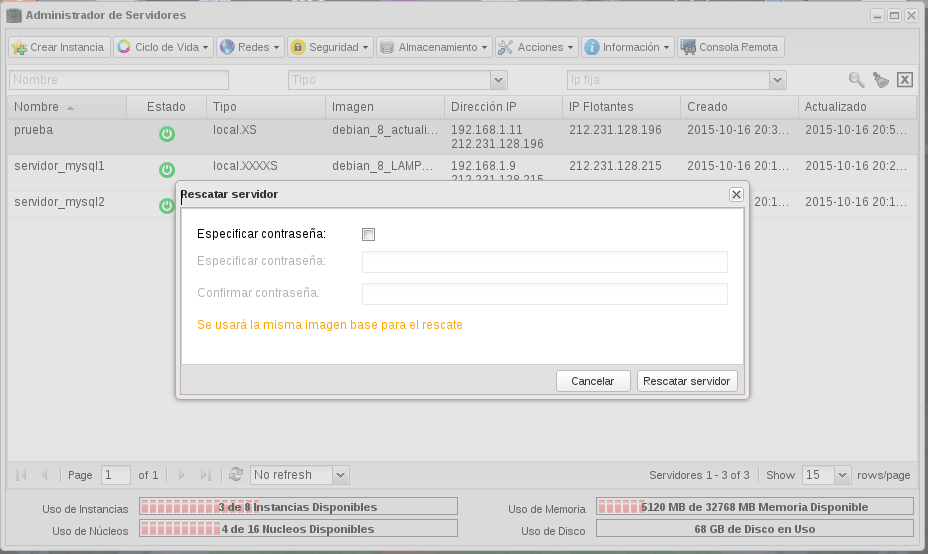 Administrador de Servidores
Crear Instancia Ciclo de Vida Redes Seguridad Almacenamiento Acciones Información Consola Remota
Nombre Tipo Ip fija
Nombre Estado Tipo Imagen Dirección IP IP Flotantes Creado Actualizado
prueba local.XS debian_8_actuali... 192.168.1.11 212.231.128.196 2015-10-16 20:3... 2015-10-16 20:5...
212.231.128.196
servidor_mysql1 local.XXXXS debian_8_LAMP... 192.168.1.9 212.231.128.215 2015-10-16 20:1... 2015-10-16 20:2...
212.231.128.215
servidor_mysql2 20:1... 2015-10-16 20:1...
Rescatar servidor
Especificar contraseña:
Especificar contraseña:
Confirmar contraseña:
Se usará la misma imagen base para el rescate
Cancelar Rescatar servidor
Page 1 of 1 No refresh Servidores 1 - 3 of 3 Show 15 rows/page
Uso de Instancias 3 de 8 Instancias Disponibles Uso de Memoria 5120 MB de 32768 MB Memoria Disponible
Uso de Núcleos 4 de 16 Nucleos Disponibles Uso de Disco 68 GB de Disco en Uso